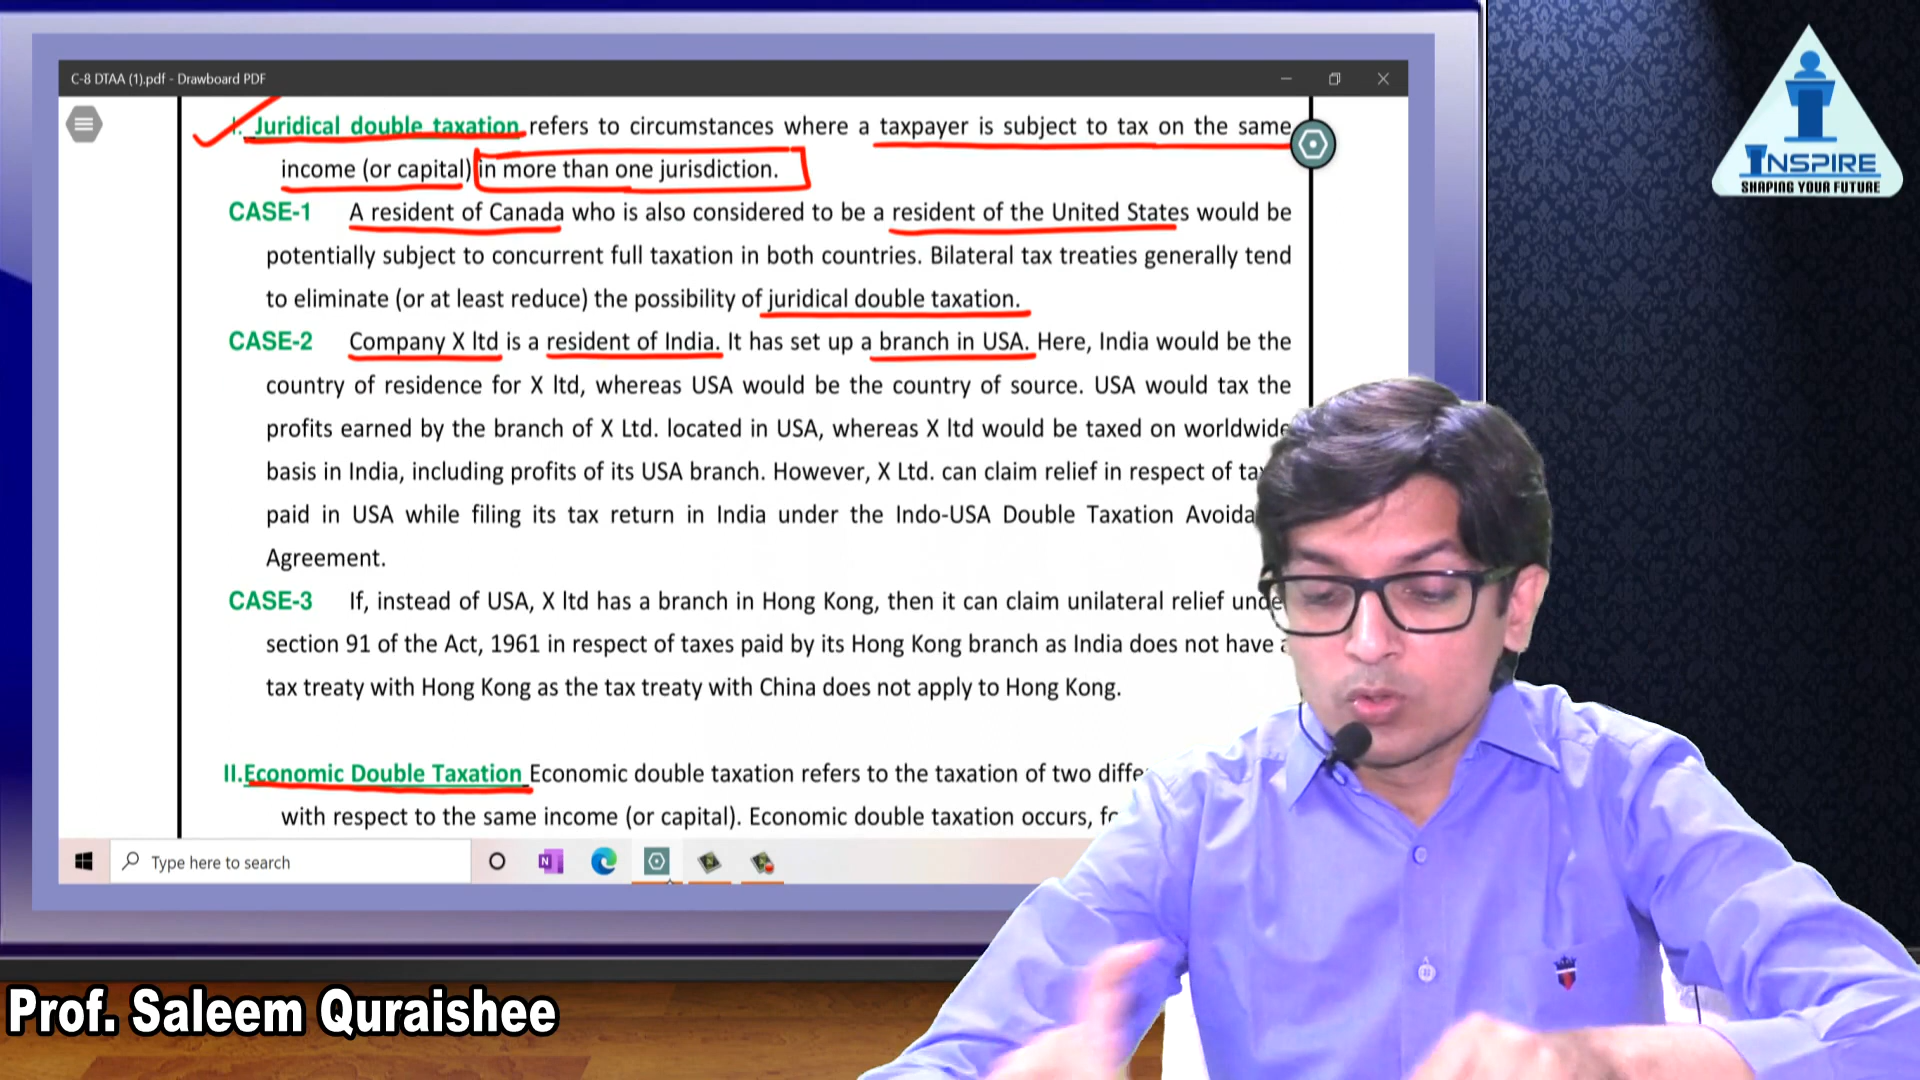 C-8 DTAA (1).pdf - Drawboard PDF
I. Juridical double taxation refers to circumstances where a taxpayer is subject to tax on the same
income (or capital) in more than one jurisdiction.
CASE-1 A resident of Canada who is also considered to be a resident of the United States would be
potentially subject to concurrent full taxation in both countries. Bilateral tax treaties generally tend
to eliminate (or at least reduce) the possibility of juridical double taxation.
CASE-2 Company X ltd is a resident of India. It has set up a branch in USA. Here, India would be the
country of residence for X ltd, whereas USA would be the country of source. USA would tax the
profits earned by the branch of X Ltd. located in USA, whereas X ltd would be taxed on worldwide
basis in India, including profits of its USA branch. However, X Ltd. can claim relief in respect of
paid in USA while filing its tax return in India under the Indo-USA Double Taxation
Agreement.
CASE-3 If, instead of USA, X ltd has a branch in Hong Kong, then it can claim unilateral relief
section 91 of the Act, 1961 in respect of taxes paid by its Hong Kong branch as India does not have
tax treaty with Hong Kong as the tax treaty with China does not apply to Hong Kong.
II.Economic Double Taxation Economic double taxation refers to the taxation of two
with respect to the same income (or capital). Economic double taxation occurs,
Type here to search
INSPIRE
SHAPING YOUR FUTURE
Prof. Saleem Quraishee